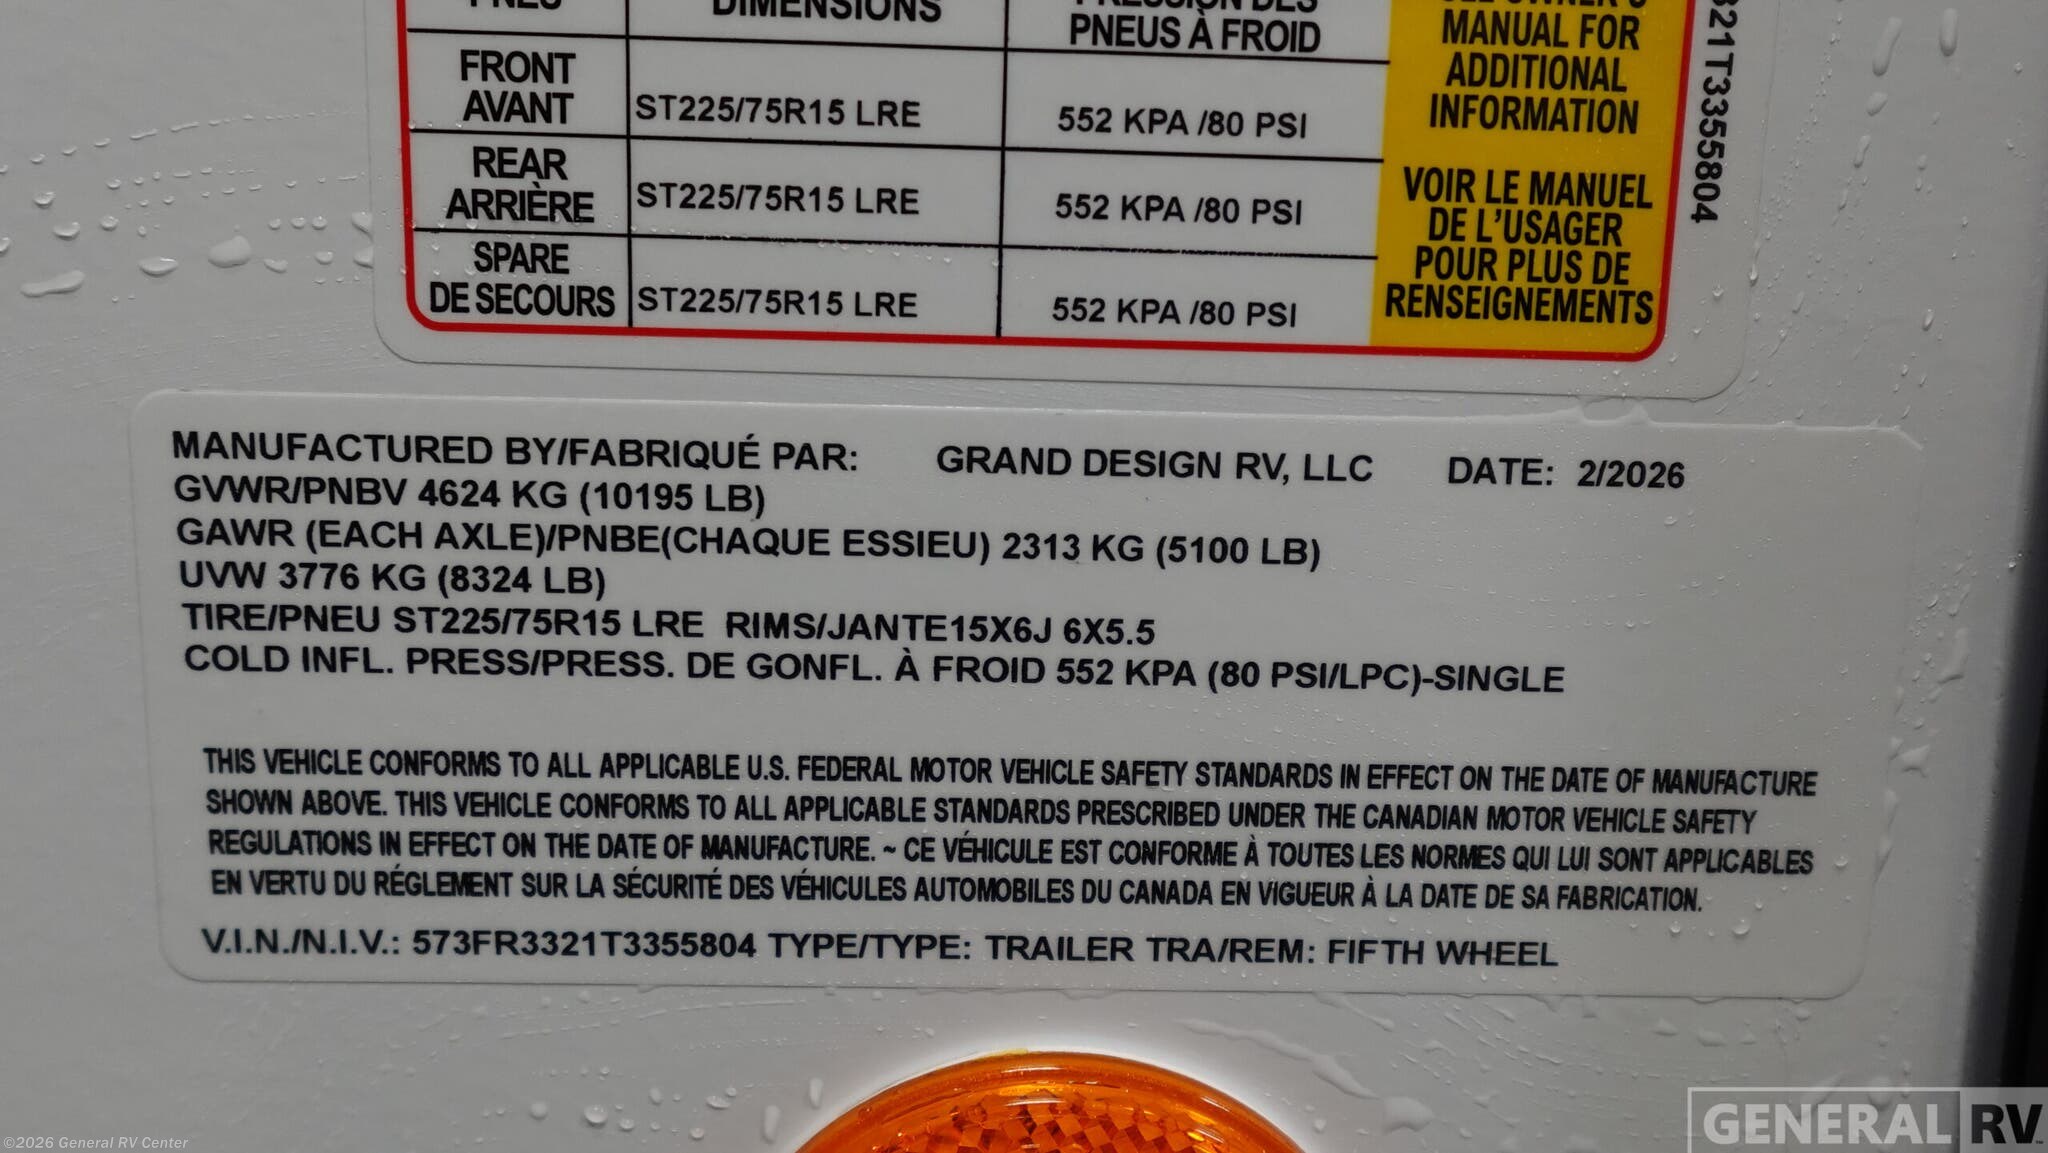 PNEU DIMENSIONS PRESSION DES
PNEUS À FROID
FRONT
AVANT
ST225/75R15 LRE
552 KPA /80 PSI
REAR
ARRIÈRE
ST225/75R15 LRE
552 KPA /80 PSI
SPARE
DE SECOURS
ST225/75R15 LRE
552 KPA /80 PSI
SEE OWNER'S
MANUAL FOR
ADDITIONAL
INFORMATION
VOIR LE MANUEL
DE L'USAGER
POUR PLUS DE
RENSEIGNEMENTS
321T3355804
MANUFACTURED BY/FABRIQUÉ PAR: GRAND DESIGN RV, LLC DATE: 2/2026
GVWR/PNBV 4624 KG (10195 LB)
GAWR (EACH AXLE)/PNBE(CHAQUE ESSIEU) 2313 KG (5100 LB)
UVW 3776 KG (8324 LB)
TIRE/PNEU ST225/75R15 LRE RIMS/JANTE15X6J 6X5.5
COLD INFL. PRESS/PRESS. DE GONFL. À FROID 552 KPA (80 PSI/LPC)-SINGLE
THIS VEHICLE CONFORMS TO ALL APPLICABLE U.S. FEDERAL MOTOR VEHICLE SAFETY STANDARDS IN EFFECT ON THE DATE OF MANUFACTURE
SHOWN ABOVE. THIS VEHICLE CONFORMS TO ALL APPLICABLE STANDARDS PRESCRIBED UNDER THE CANADIAN MOTOR VEHICLE SAFETY
REGULATIONS IN EFFECT ON THE DATE OF MANUFACTURE. ~ CE VÉHICULE EST CONFORME À TOUTES LES NORMES QUI LUI SONT APPLICABLES
EN VERTU DU RÉGLEMENT SUR LA SÉCURITÉ DES VÉHICULES AUTOMOBILES DU CANADA EN VIGUEUR À LA DATE DE SA FABRICATION.
V.I.N./N.I.V.: 573FR3321T3355804 TYPE/TYPE: TRAILER TRA/REM: FIFTH WHEEL
©2026 General RV Center
GENERAL RV